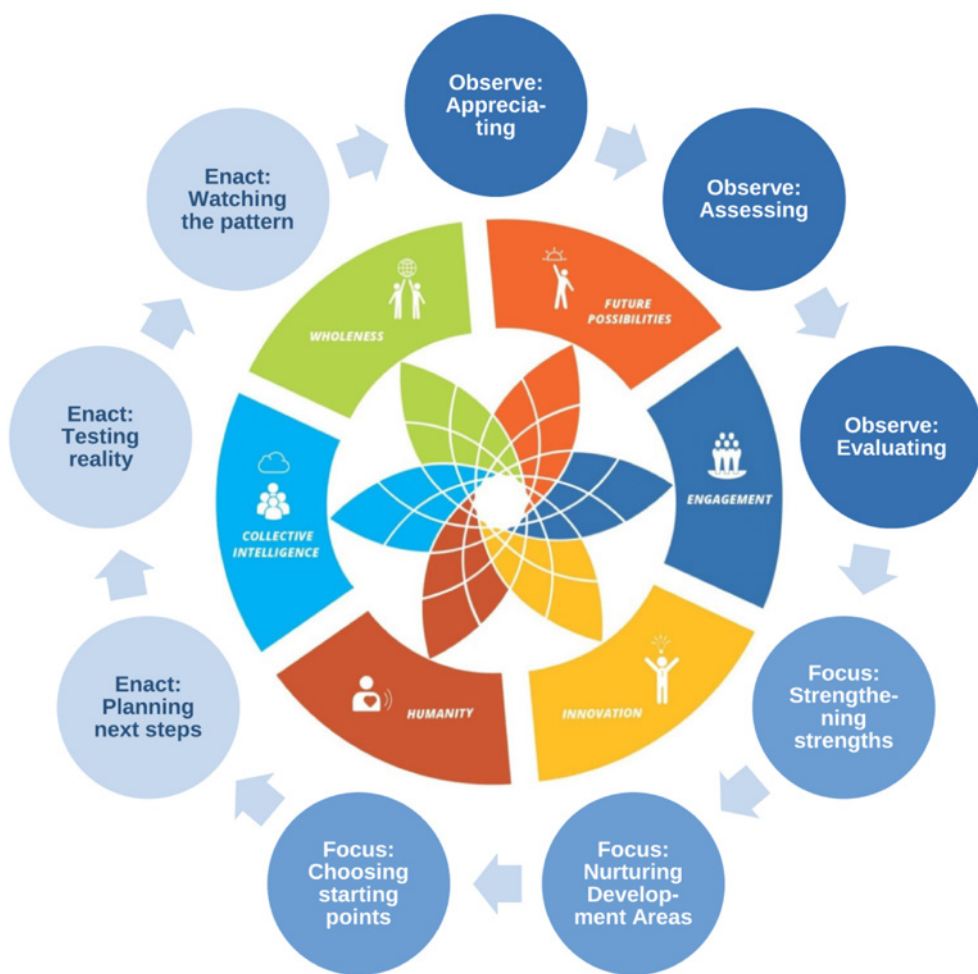 Observe:
Apprecia-
ting
Observe:
Assessing
Observe:
Evaluating
Focus:
Strengthe-
ning
strengths
Focus:
Nurturing
Develop-
ment Areas
Focus:
Choosing
starting
points
Enact:
Planning
next steps
Enact:
Testing
reality
Enact:
Watching
the pattern
FUTURE
POSSIBILITIES
ENGAGEMENT
INNOVATION
HUMANITY
COLLECTIVE
INTELLIGENCE
WHOLENESS